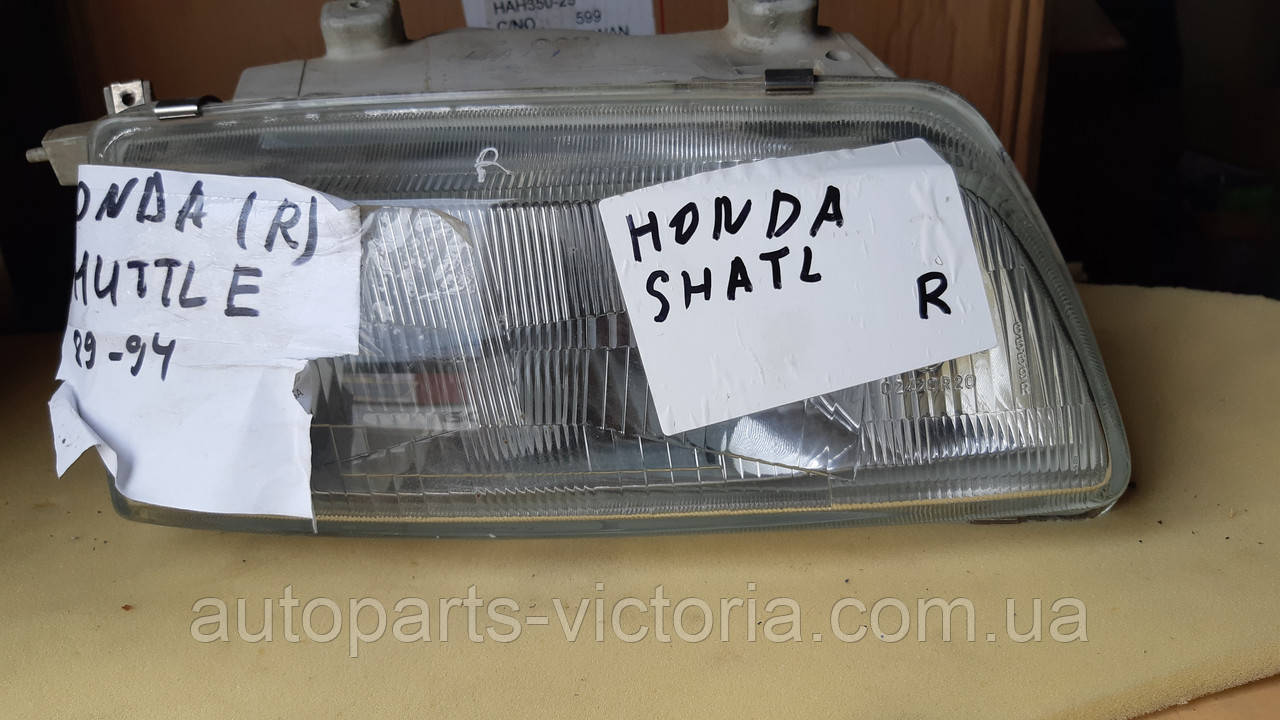 HAH350-25
C/NO 599
ONDA (R)
HUTTLE
89-94
R
HONDA
SHATL
R
autoparts-victoria.com.ua